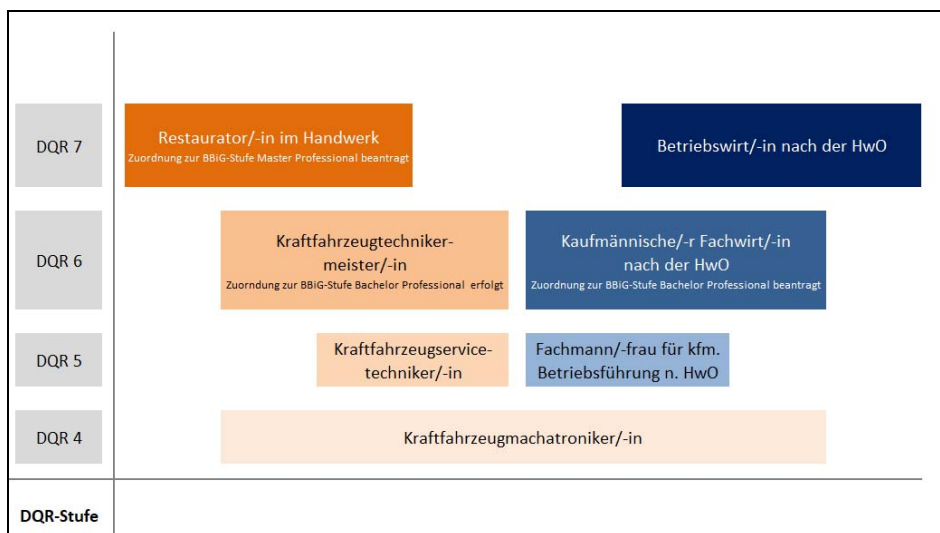 DQR 7
Restaurator/-in im Handwerk
Zuordnung zur BBiG-Stufe Master Professional beantragt
Betriebswirt/-in nach der HwO
DQR 6
Kraftfahrzeugtechniker-
meister/-in
Zuorndung zur BBiG-Stufe Bachelor Professional erfolgt
Kaufmännische/-r Fachwirt/-in
nach der HwO
Zuordnung zur BBiG-Stufe Bachelor Professional beantragt
DQR 5
Kraftfahrzeugservice-
techniker/-in
Fachmann/-frau für kfm.
Betriebsführung n. HwO
DQR 4
Kraftfahrzeugmachatroniker/-in
DQR-Stufe